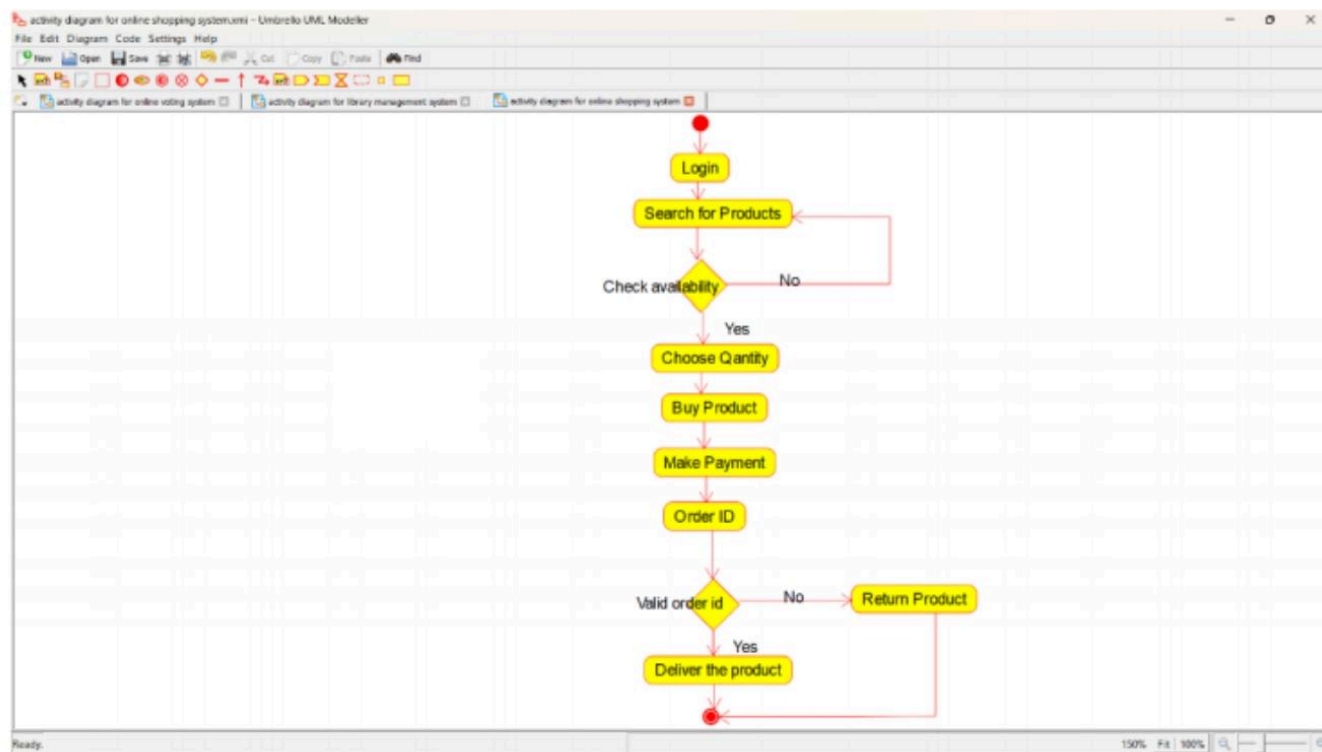 activity diagram for online shopping system.xmi – Umbrello UML Modeller
File Edit Diagram Code Settings Help
New Open Save Cut Copy Paste Find
activity diagram for online voting system activity diagram for library management system activity diagram for online shopping system
Login
Search for Products
Check availability No
Yes
Choose Qantity
Buy Product
Make Payment
Order ID
Valid order id No Return Product
Yes
Deliver the product
Ready. 150% Fit 100%